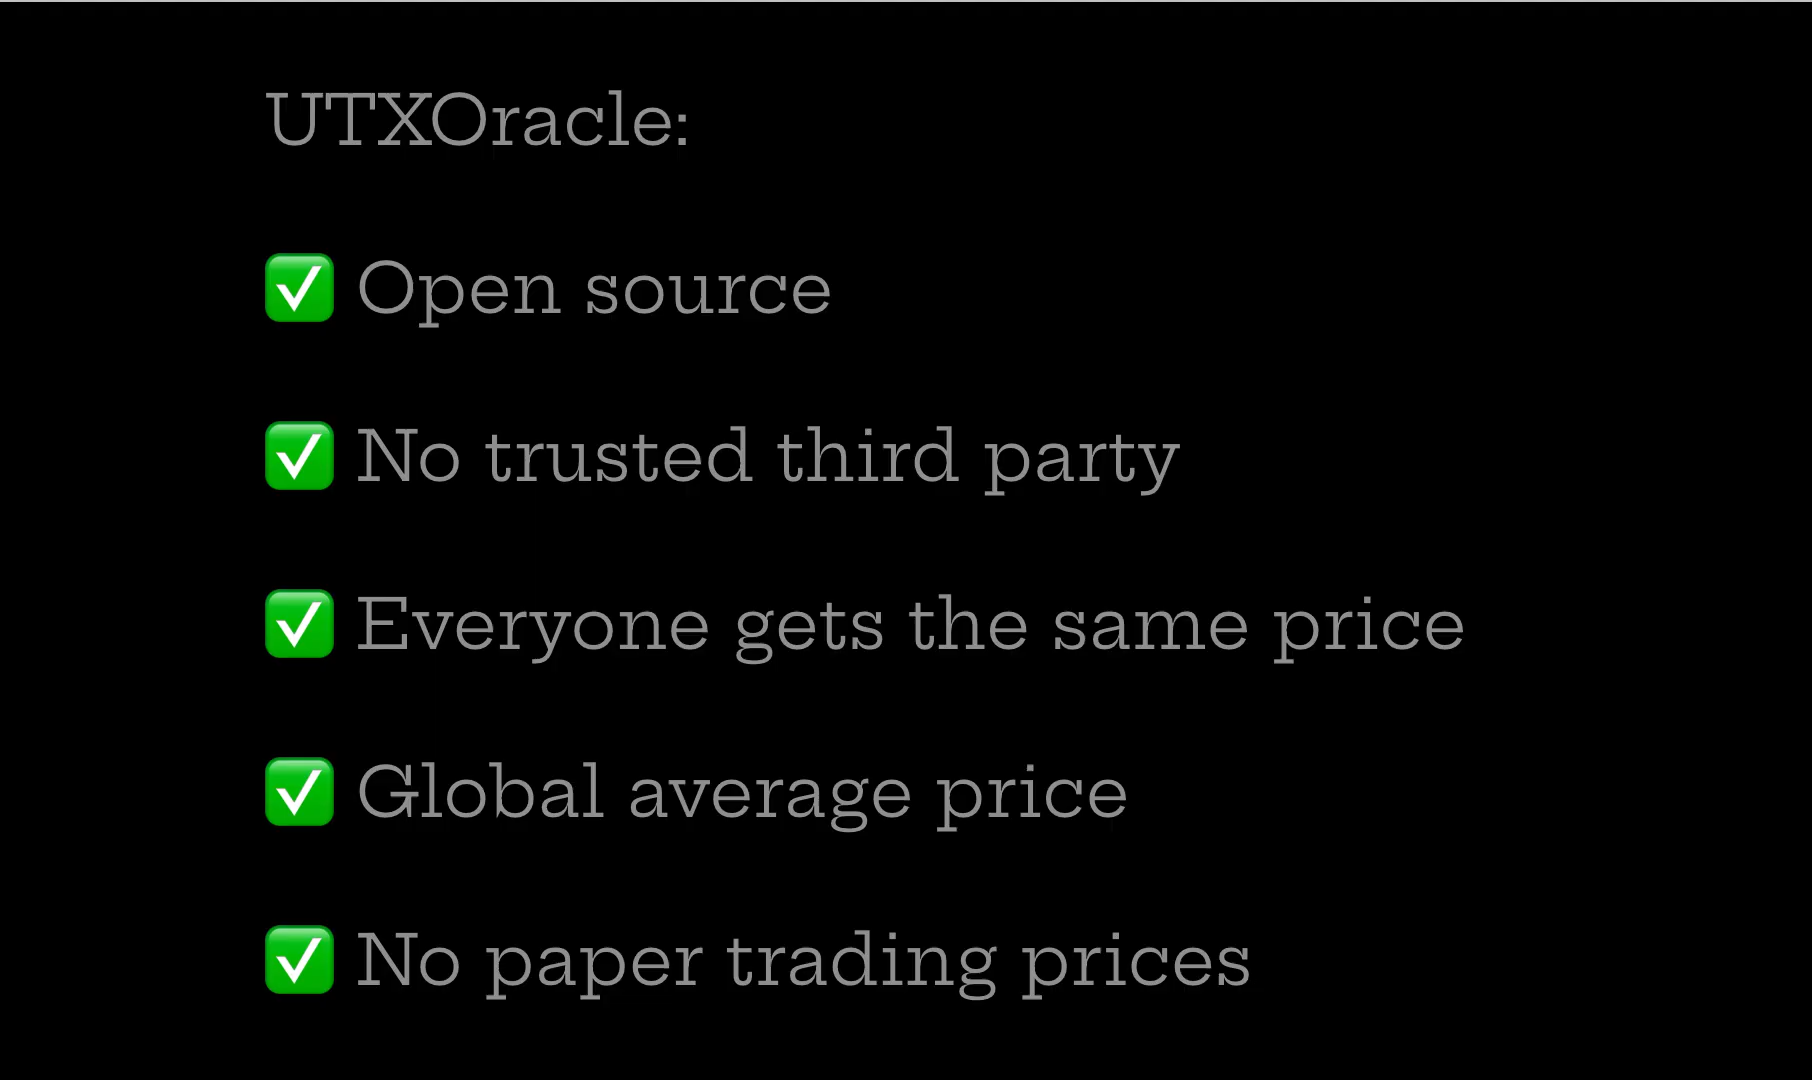 UTXOracle:
✅ Open source
✅ No trusted third party
✅ Everyone gets the same price
✅ Global average price
✅ No paper trading prices